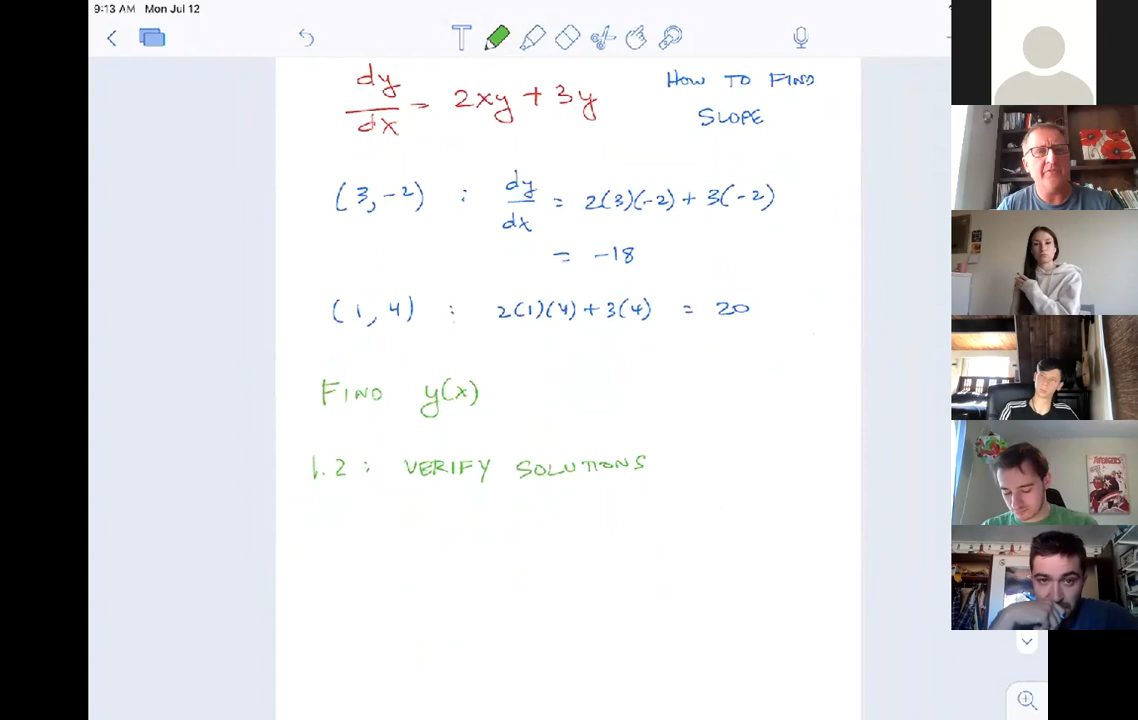 9:13 AM Mon Jul 12
dy/dx = 2xy + 3y
HOW TO FIND
SLOPE
(3, -2) : dy/dx = 2(3)(-2) + 3(-2)
= -18
(1, 4) : 2(1)(4) + 3(4) = 20
FIND y(x)
1.2 : VERIFY SOLUTIONS
AVENGERS